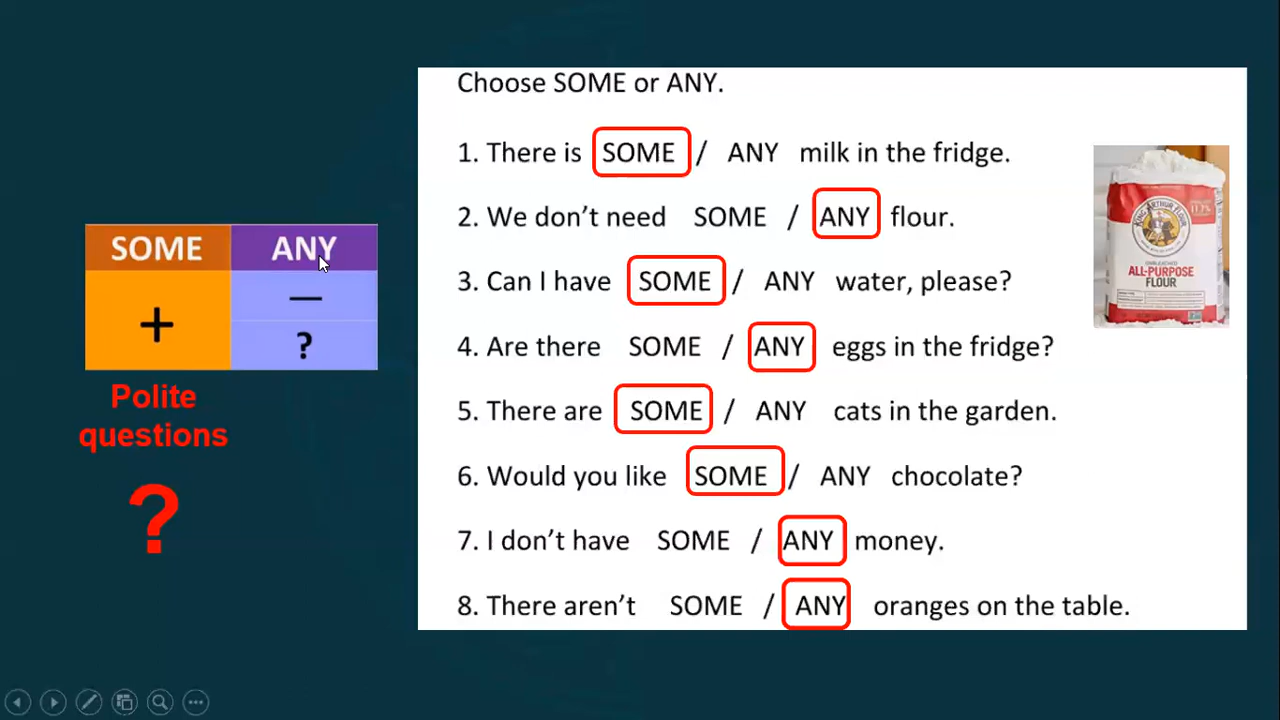 Choose SOME or ANY.
1. There is SOME / ANY milk in the fridge.
2. We don't need SOME / ANY flour.
3. Can I have SOME / ANY water, please?
4. Are there SOME / ANY eggs in the fridge?
5. There are SOME / ANY cats in the garden.
6. Would you like SOME / ANY chocolate?
7. I don't have SOME / ANY money.
8. There aren't SOME / ANY oranges on the table.
SOME ANY
+ —
?
Polite
questions
?
KING ARTHUR FLOUR
ALL-PURPOSE
FLOUR